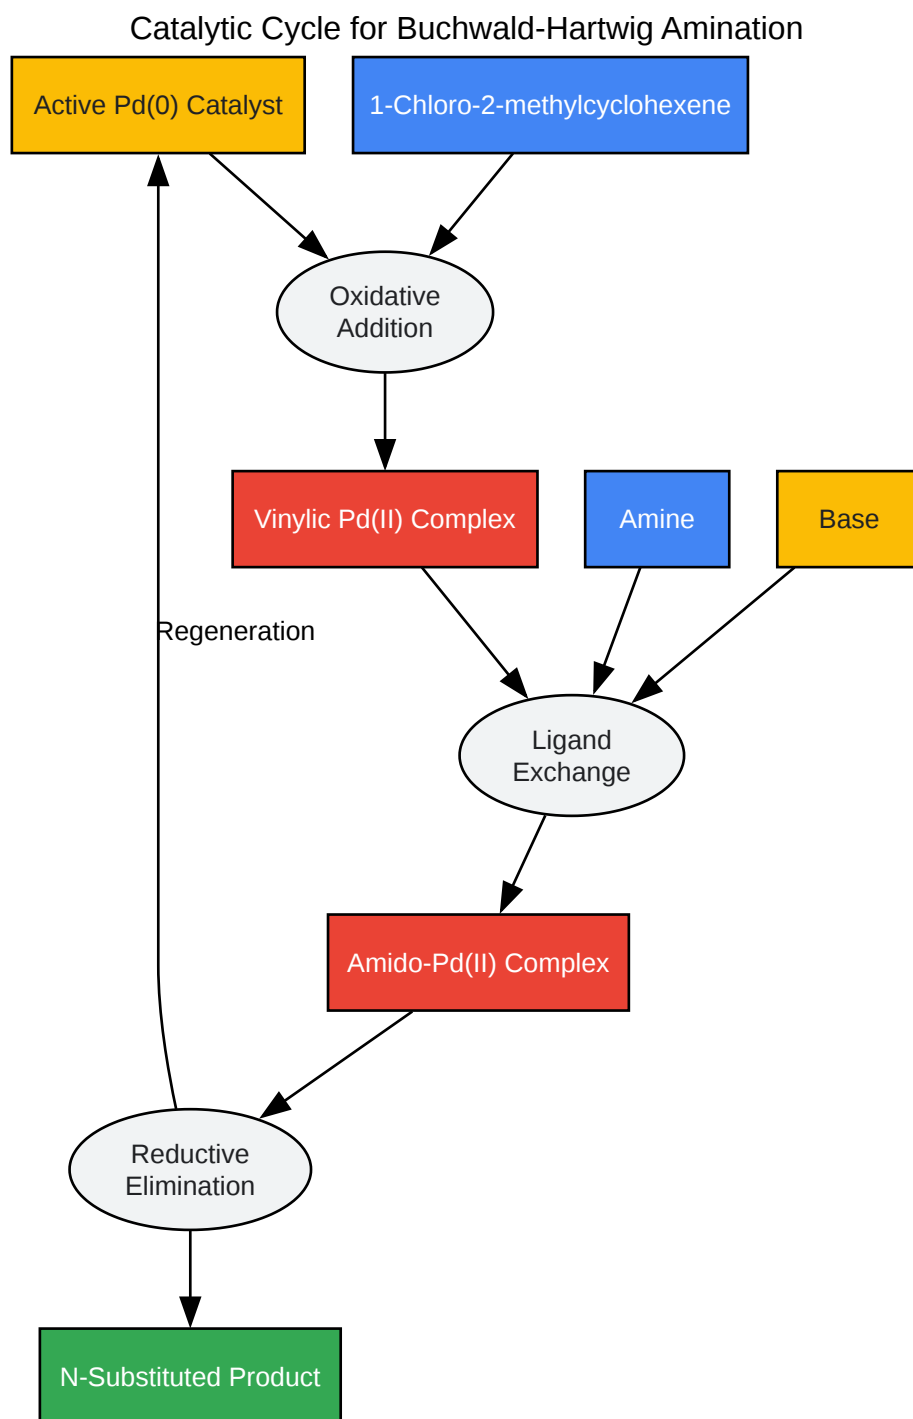 Catalytic Cycle for Buchwald-Hartwig Amination
Active Pd(0) Catalyst
1-Chloro-2-methylcyclohexene
Oxidative
Addition
Vinylic Pd(II) Complex
Amine
Base
Regeneration
Ligand
Exchange
Amido-Pd(II) Complex
Reductive
Elimination
N-Substituted Product